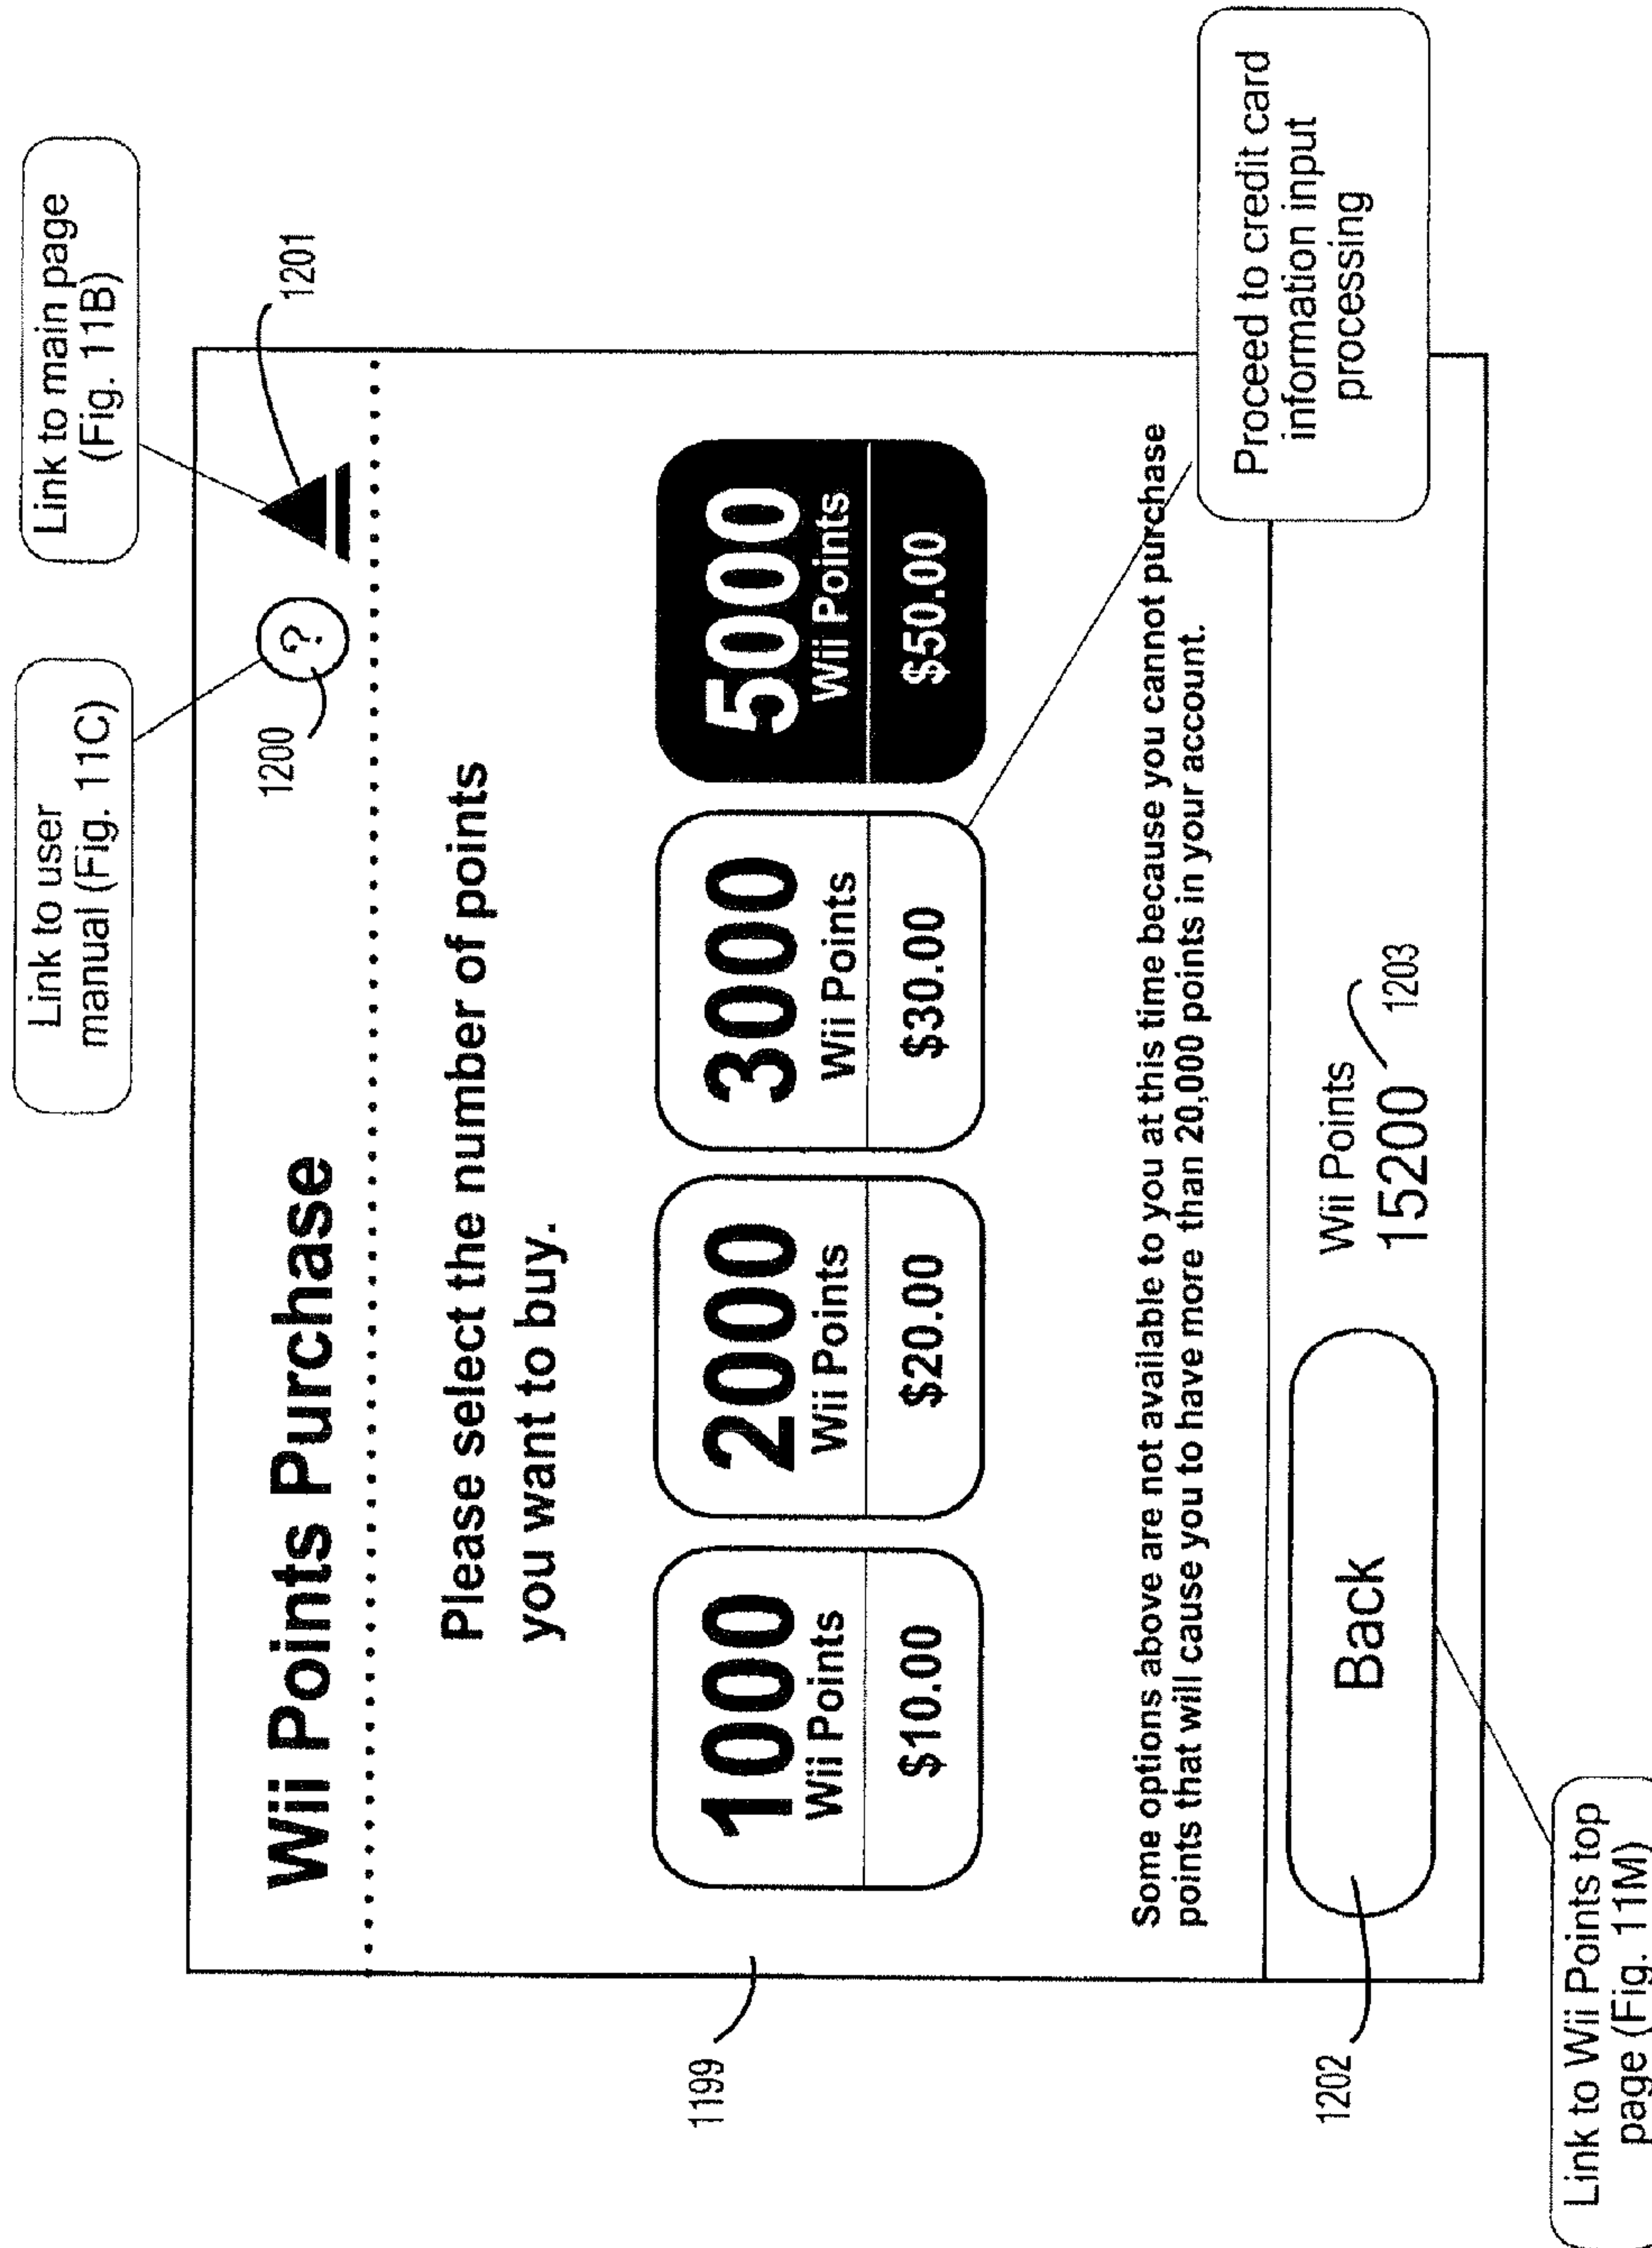 Link to user
manual (Fig. 11C)
Link to main page
(Fig. 11B)
Wii Points Purchase
?
1200
1201
Please select the number of points
you want to buy.
1199
1000
Wii Points
$10.00
2000
Wii Points
$20.00
3000
Wii Points
$30.00
5000
Wii Points
$50.00
Some options above are not available to you at this time because you cannot purchase
points that will cause you to have more than 20,000 points in your account.
Proceed to credit card
information input
processing
1202
Back
Wii Points
15200
1203
Link to Wii Points top
page (Fig. 11M)